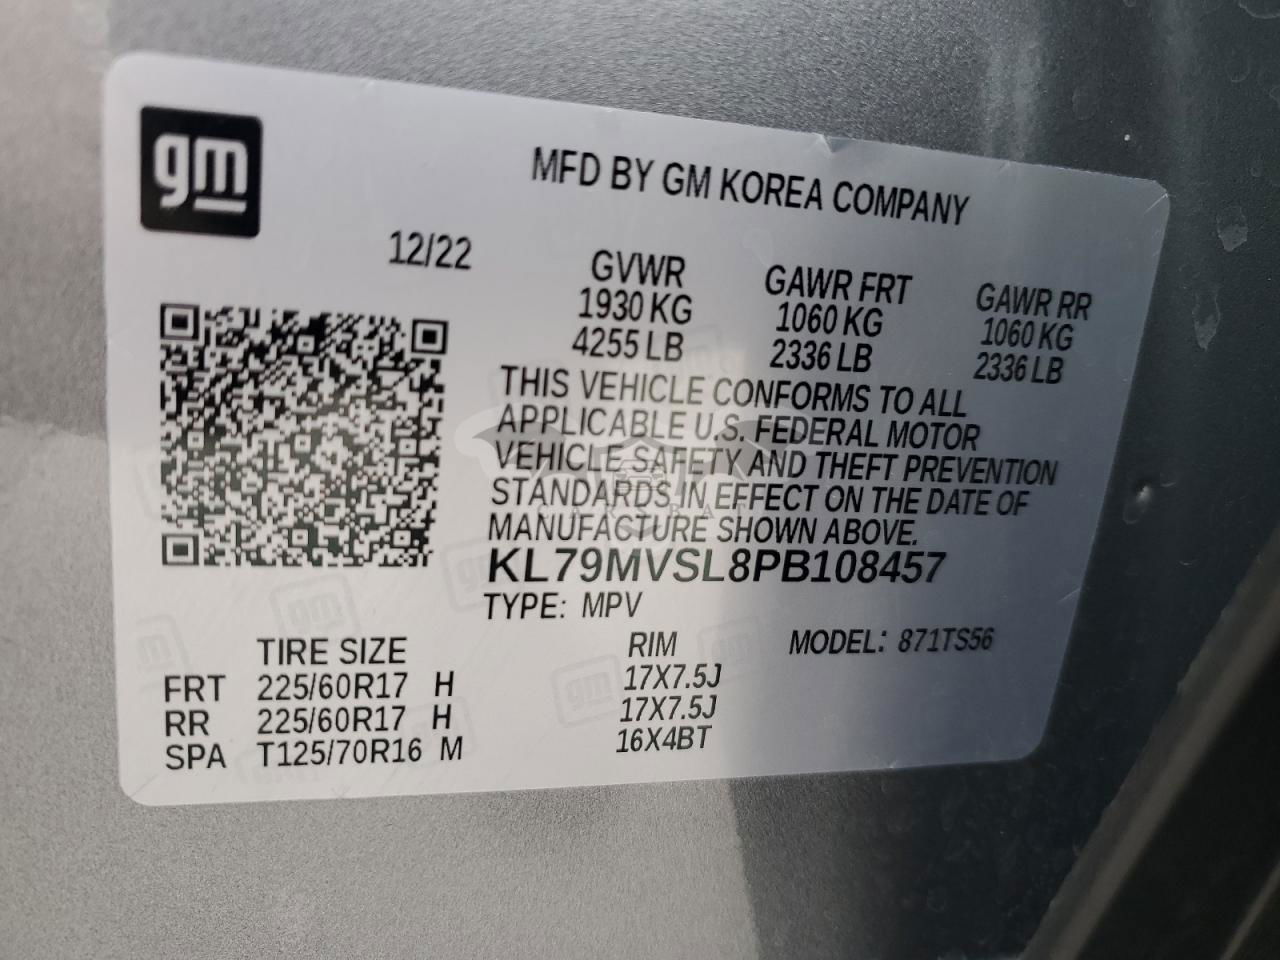 gm
MFD BY GM KOREA COMPANY
12/22
GVWR GAWR FRT GAWR RR
1930 KG 1060 KG 1060 KG
4255 LB 2336 LB 2336 LB
THIS VEHICLE CONFORMS TO ALL
APPLICABLE U.S. FEDERAL MOTOR
VEHICLE SAFETY AND THEFT PREVENTION
STANDARDS IN EFFECT ON THE DATE OF
MANUFACTURE SHOWN ABOVE.
KL79MVSL8PB108457
TYPE: MPV
TIRE SIZE RIM MODEL: 871TS56
FRT 225/60R17 H 17X7.5J
RR 225/60R17 H 17X7.5J
SPA T125/70R16 M 16X4BT